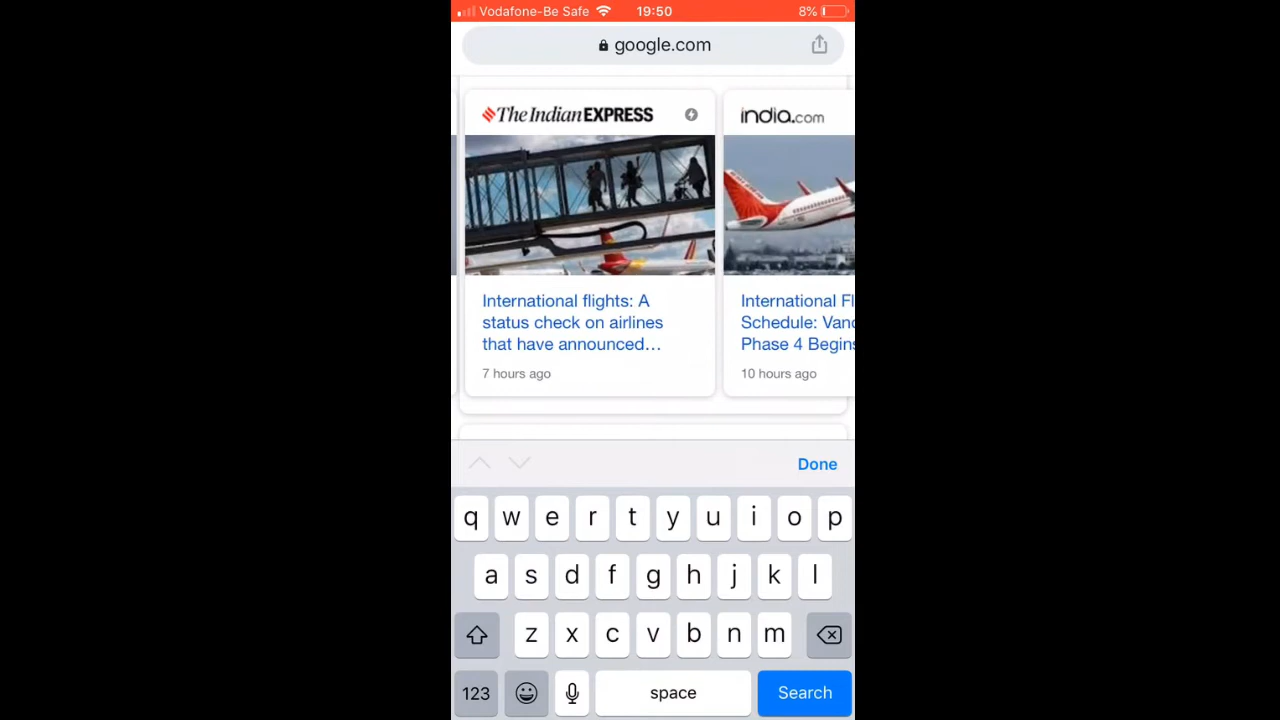 Vodafone-Be Safe 19:50 8%
google.com
The Indian EXPRESS
International flights: A
status check on airlines
that have announced...
7 hours ago
india.com
International Fl
Schedule: Vand
Phase 4 Begins
10 hours ago
Done
q w e r t y u i o p
a s d f g h j k l
z x c v b n m
123 space Search